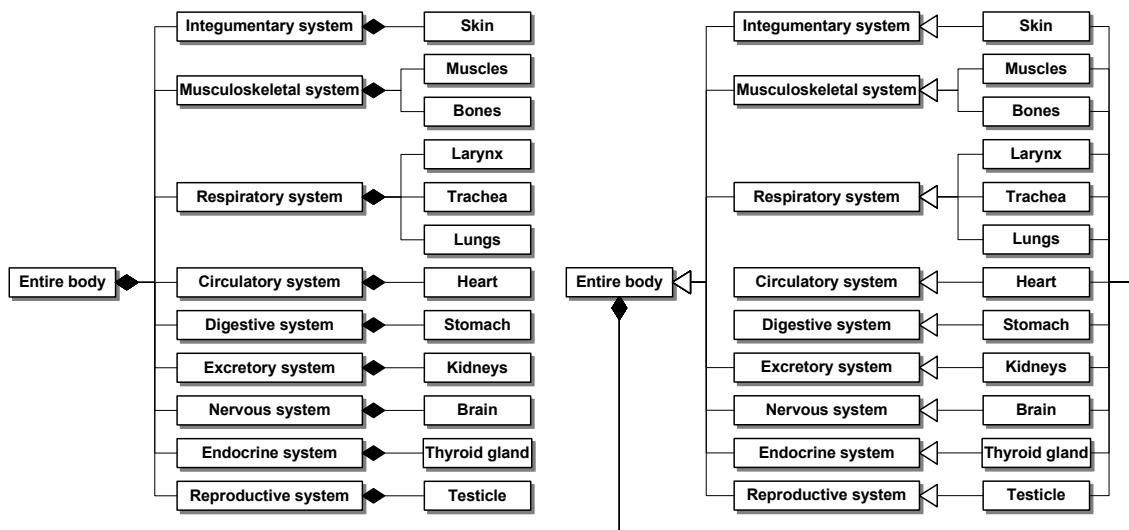 Integumentary system
Skin
Musculoskeletal system
Muscles
Bones
Respiratory system
Larynx
Trachea
Lungs
Entire body
Circulatory system
Heart
Digestive system
Stomach
Excretory system
Kidneys
Nervous system
Brain
Endocrine system
Thyroid gland
Reproductive system
Testicle
Integumentary system
Skin
Musculoskeletal system
Muscles
Bones
Respiratory system
Larynx
Trachea
Lungs
Entire body
Circulatory system
Heart
Digestive system
Stomach
Excretory system
Kidneys
Nervous system
Brain
Endocrine system
Thyroid gland
Reproductive system
Testicle